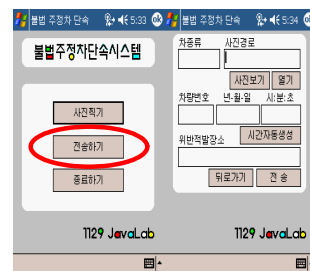 불법 주정차 단속 5:33 ok
불법주정차단속시스템
사진찍기
전송하기
종료하기
1129 JavaLab
불법 주정차 단속 5:34
차종류 사진경로
사진보기 열기
차량번호 년-월-일 시:분:초
위반적발장소 시간자동생성
뒤로가기 전 송
1129 JavaLab